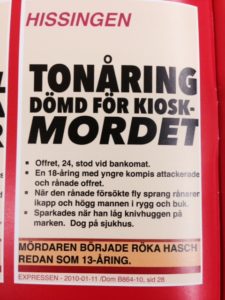 HISSINGEN
TONÅRING
DÖMD FÖR KIOSK-
MORDET
Offret, 24, stod vid bankomat.
En 18-åring med yngre kompis attackerade
och rånade offret.
När den rånade försökte fly sprang rånarer
ikapp och högg mannen i rygg och buk.
Sparkades när han låg knivhuggen på
marken. Dog på sjukhus.
MÖRDAREN BÖRJADE RÖKA HASCH
REDAN SOM 13-ÅRING.
EXPRESSEN - 2010-01-11 /Dom B864-10, sid 28